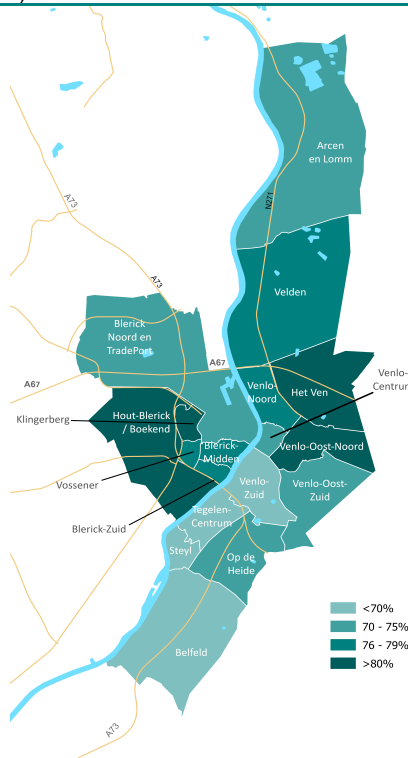 Arcen
en Lomm
N271
A73
A73
Velden
Blerick
Noord en
TradePort
A67
A67
Venlo-
Noord
Het Ven
Venlo-
Centrum
Klingerberg
Hout-Blerick
/ Boekend
Venlo-Oost-Noord
Blerick-
Midden
Vossener
Venlo-
Zuid
Venlo-Oost-
Zuid
Blerick-Zuid
Tegelen-
Centrum
Steyl
Op de
Heide
<70%
70 - 75%
76 - 79%
>80%
Belfeld
A73